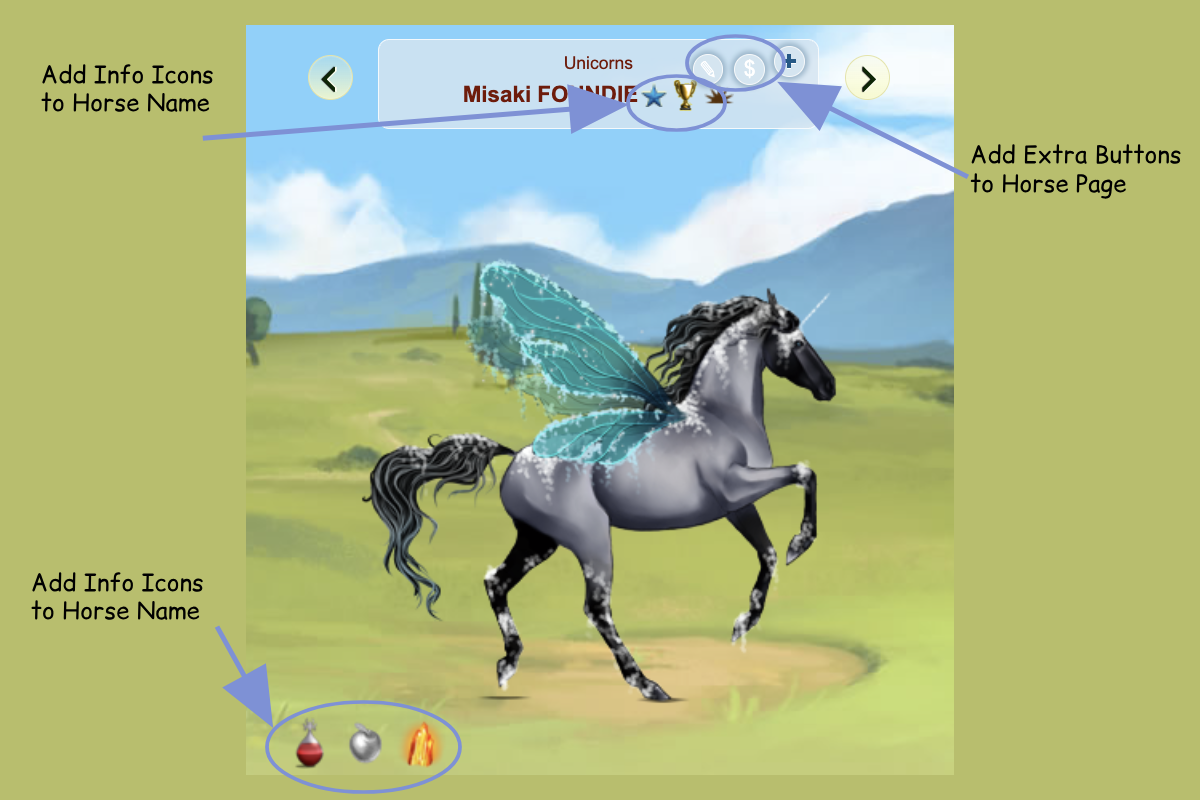 Unicorns
Misaki FOUNDIE
$
Add Info Icons
to Horse Name
Add Extra Buttons
to Horse Page
Add Info Icons
to Horse Name